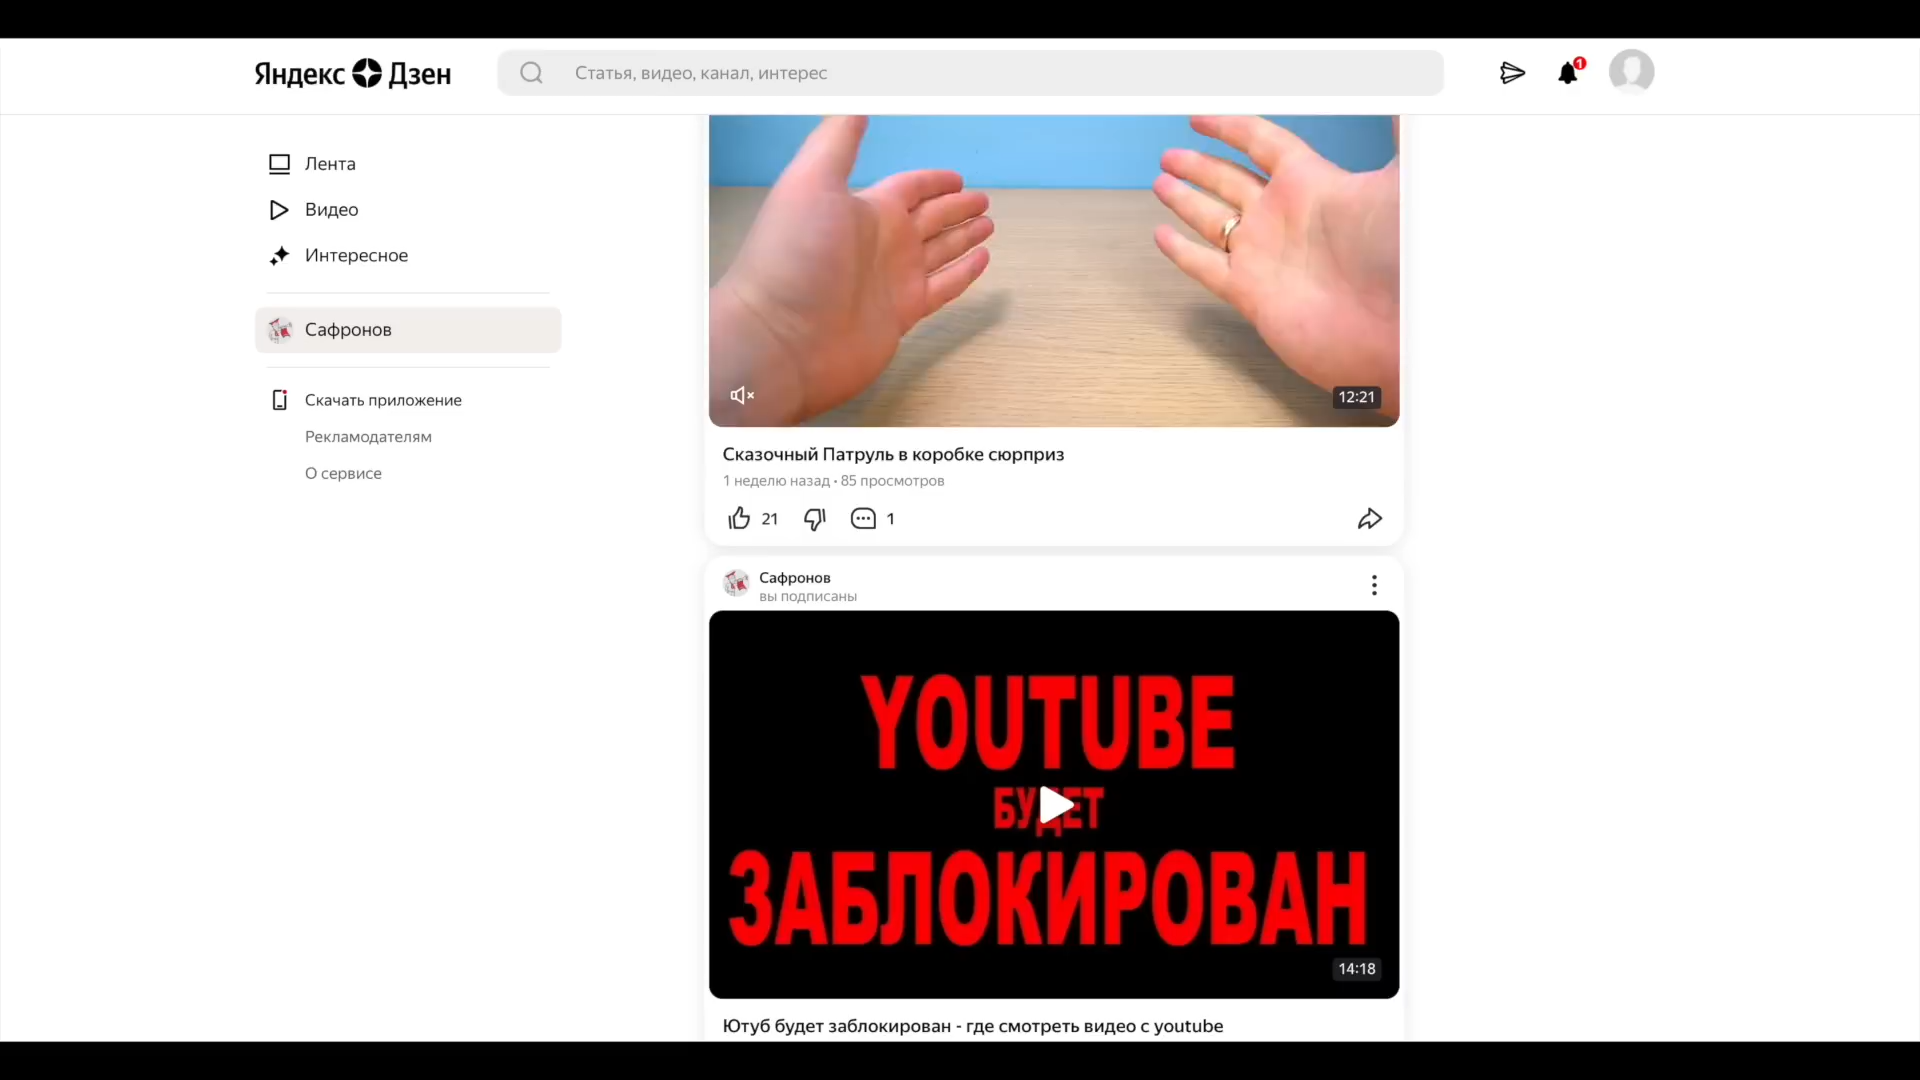 Яндекс Дзен
Статья, видео, канал, интерес
1
Лента
Видео
Интересное
Сафронов
Скачать приложение
Рекламодателям
О сервисе
12:21
Сказочный Патруль в коробке сюрприз
1 неделю назад • 85 просмотров
21
1
Сафронов
вы подписаны
YOUTUBE
БУДЕТ
ЗАБЛОКИРОВАН
14:18
Ютуб будет заблокирован - где смотреть видео с youtube